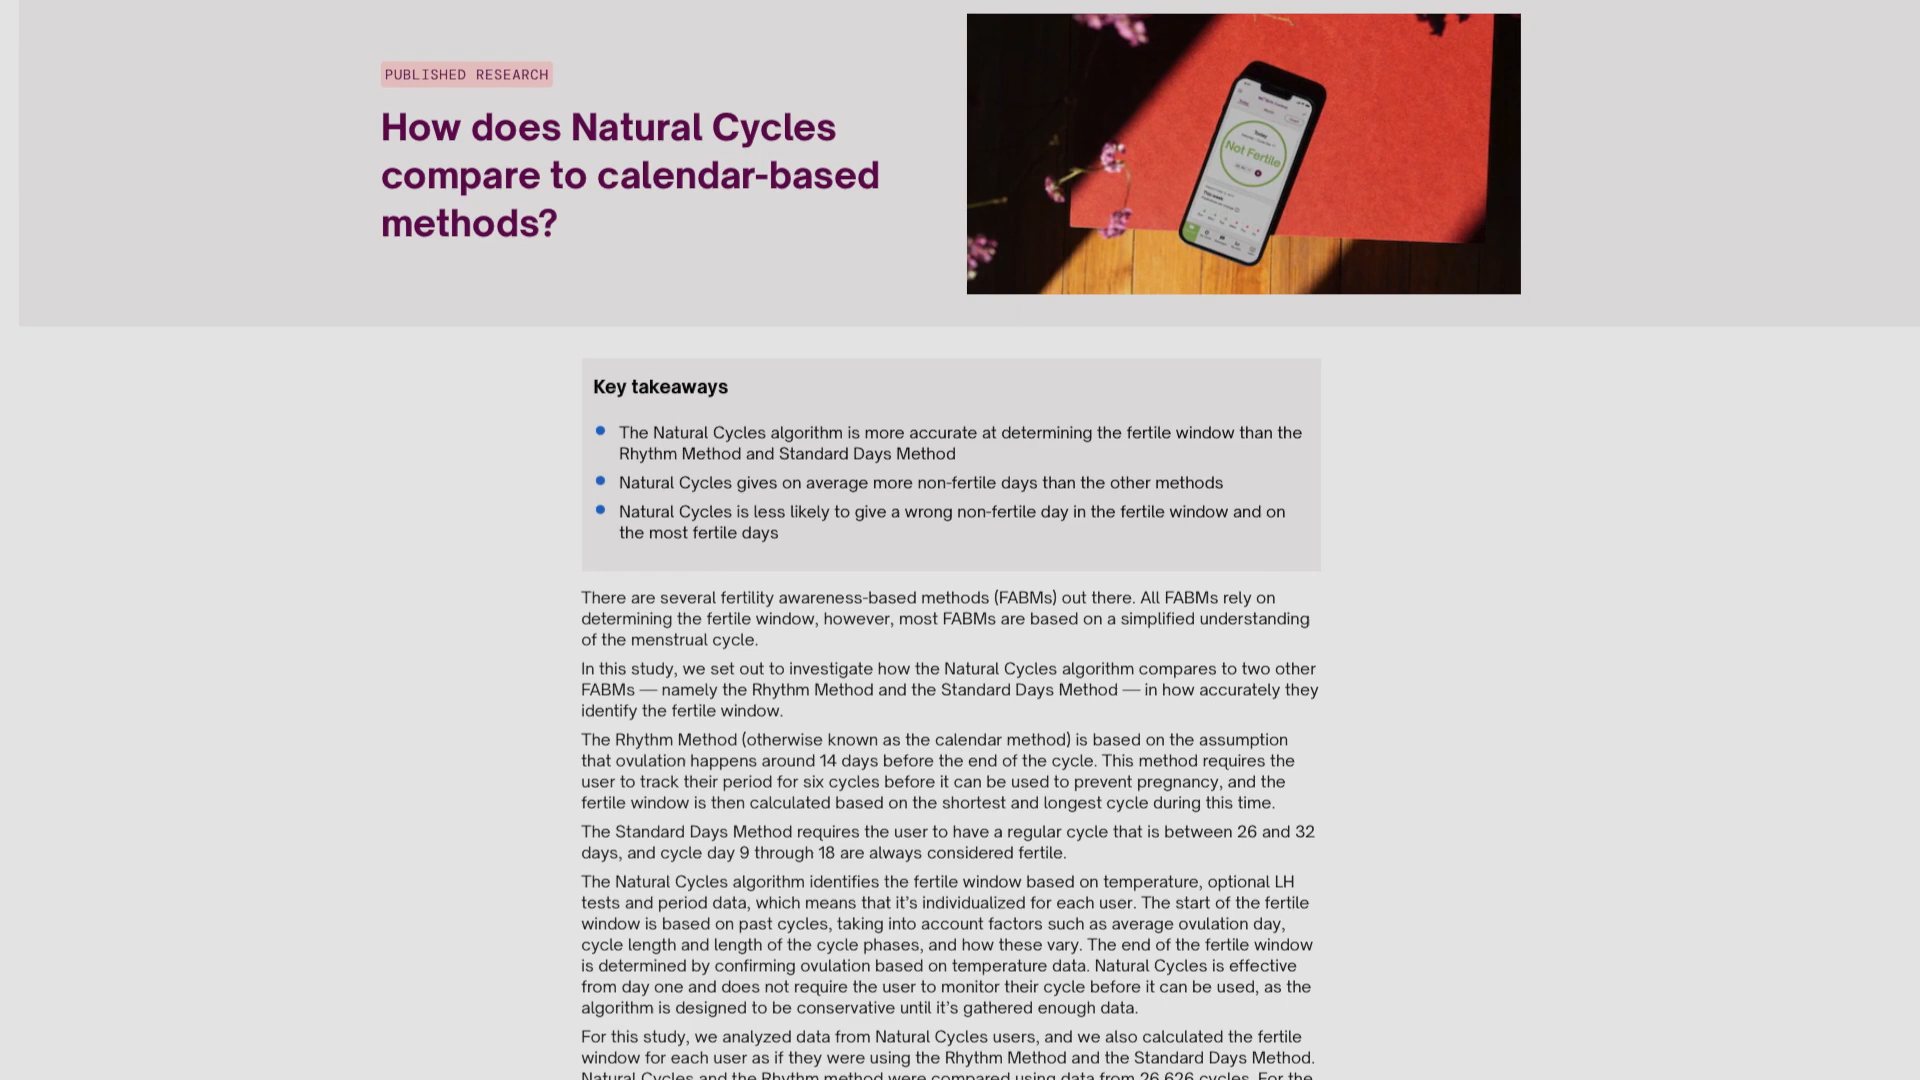 PUBLISHED RESEARCH
How does Natural Cycles
compare to calendar-based
methods?
Today
Not Fertile
Key takeaways
The Natural Cycles algorithm is more accurate at determining the fertile window than the
Rhythm Method and Standard Days Method
Natural Cycles gives on average more non-fertile days than the other methods
Natural Cycles is less likely to give a wrong non-fertile day in the fertile window and on
the most fertile days
There are several fertility awareness-based methods (FABMs) out there. All FABMs rely on
determining the fertile window, however, most FABMs are based on a simplified understanding
of the menstrual cycle.
In this study, we set out to investigate how the Natural Cycles algorithm compares to two other
FABMs — namely the Rhythm Method and the Standard Days Method — in how accurately they
identify the fertile window.
The Rhythm Method (otherwise known as the calendar method) is based on the assumption
that ovulation happens around 14 days before the end of the cycle. This method requires the
user to track their period for six cycles before it can be used to prevent pregnancy, and the
fertile window is then calculated based on the shortest and longest cycle during this time.
The Standard Days Method requires the user to have a regular cycle that is between 26 and 32
days, and cycle day 9 through 18 are always considered fertile.
The Natural Cycles algorithm identifies the fertile window based on temperature, optional LH
tests and period data, which means that it’s individualized for each user. The start of the fertile
window is based on past cycles, taking into account factors such as average ovulation day,
cycle length and length of the cycle phases, and how these vary. The end of the fertile window
is determined by confirming ovulation based on temperature data. Natural Cycles is effective
from day one and does not require the user to monitor their cycle before it can be used, as the
algorithm is designed to be conservative until it’s gathered enough data.
For this study, we analyzed data from Natural Cycles users, and we also calculated the fertile
window for each user as if they were using the Rhythm Method and the Standard Days Method.
Natural Cycles and the Rhythm method were compared using data from 26,626 cycles. For the